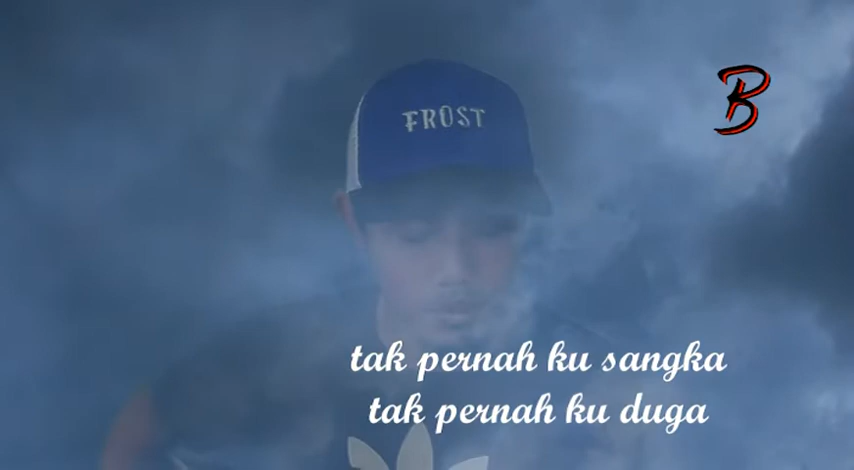 B
FROST
tak pernah ku sangka
tak pernah ku duga